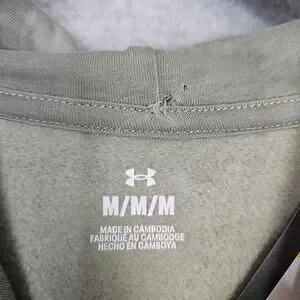 M/M/M
MADE IN CAMBODIA
FABRIQUÉ AU CAMBODGE
HECHO EN CAMBOYA